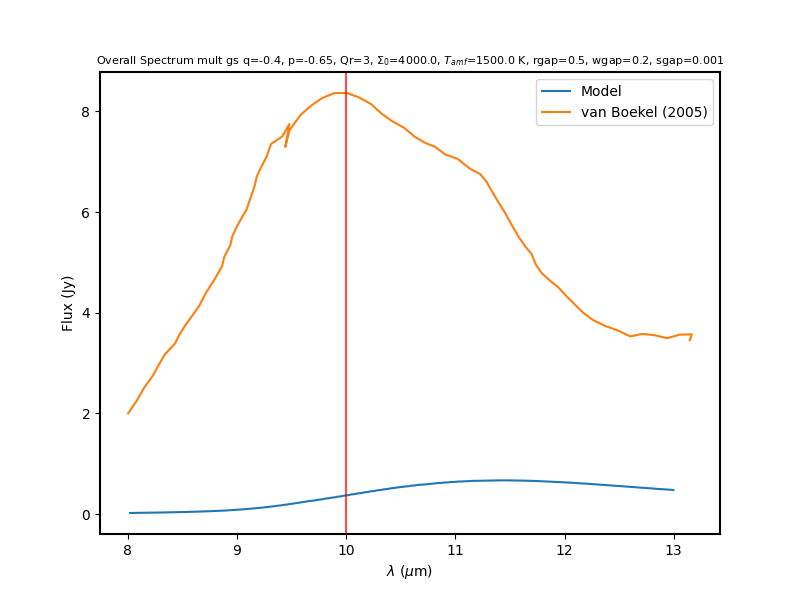 Overall Spectrum mult gs q=-0.4, p=-0.65, Qr=3, Σ₀=4000.0, T_amf=1500.0 K, rgap=0.5, wgap=0.2, sgap=0.001
Model
van Boekel (2005)
8
6
4
2
0
Flux (Jy)
8 9 10 11 12 13
λ (μm)